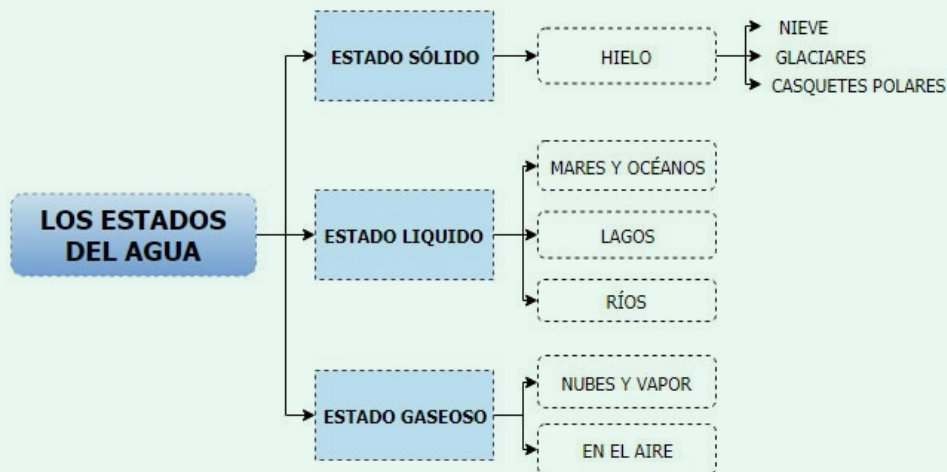 LOS ESTADOS
DEL AGUA
ESTADO SÓLIDO
HIELO
NIEVE
GLACIARES
CASQUETES POLARES
ESTADO LIQUIDO
MARES Y OCÉANOS
LAGOS
RÍOS
ESTADO GASEOSO
NUBES Y VAPOR
EN EL AIRE